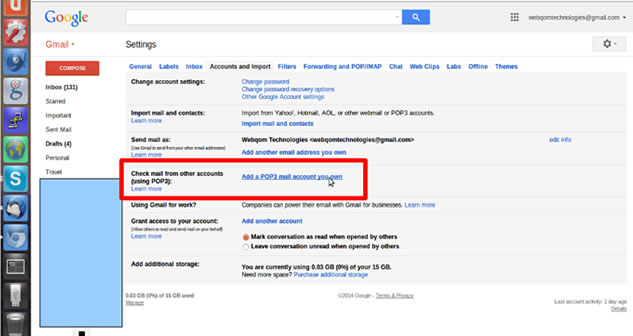 Google
webqomtechnologies@gmail.com
Gmail
Settings
COMPOSE
Inbox (131)
Starred
Important
Sent Mail
Drafts (4)
Personal
Travel
General Labels Inbox Accounts and Import Filters Forwarding and POP/IMAP Chat Web Clips Labs Offline Themes
Change account settings:
Change password
Change password recovery options
Other Google Account settings
Import mail and contacts:
Learn more
Import from Yahoo!, Hotmail, AOL, or other webmail or POP3 accounts.
Import mail and contacts
Send mail as:
(Use Gmail to send from your other email addresses)
Learn more
Webqom Technologies <webqomtechnologies@gmail.com>
edit info
Add another email address you own
Check mail from other accounts
(using POP3):
Learn more
Add a POP3 mail account you own
Using Gmail for work?
Companies can power their email with Gmail for businesses. Learn more
Grant access to your account:
(Allow others to read and send mail on your behalf)
Learn more
Add another account
Mark conversation as read when opened by others
Leave conversation unread when opened by others
Add additional storage:
You are currently using 0.03 GB (0%) of your 15 GB.
Need more space? Purchase additional storage
0.03 GB (0%) of 15 GB used
Manage
©2014 Google - Terms & Privacy
Last account activity: 1 day ago
Details